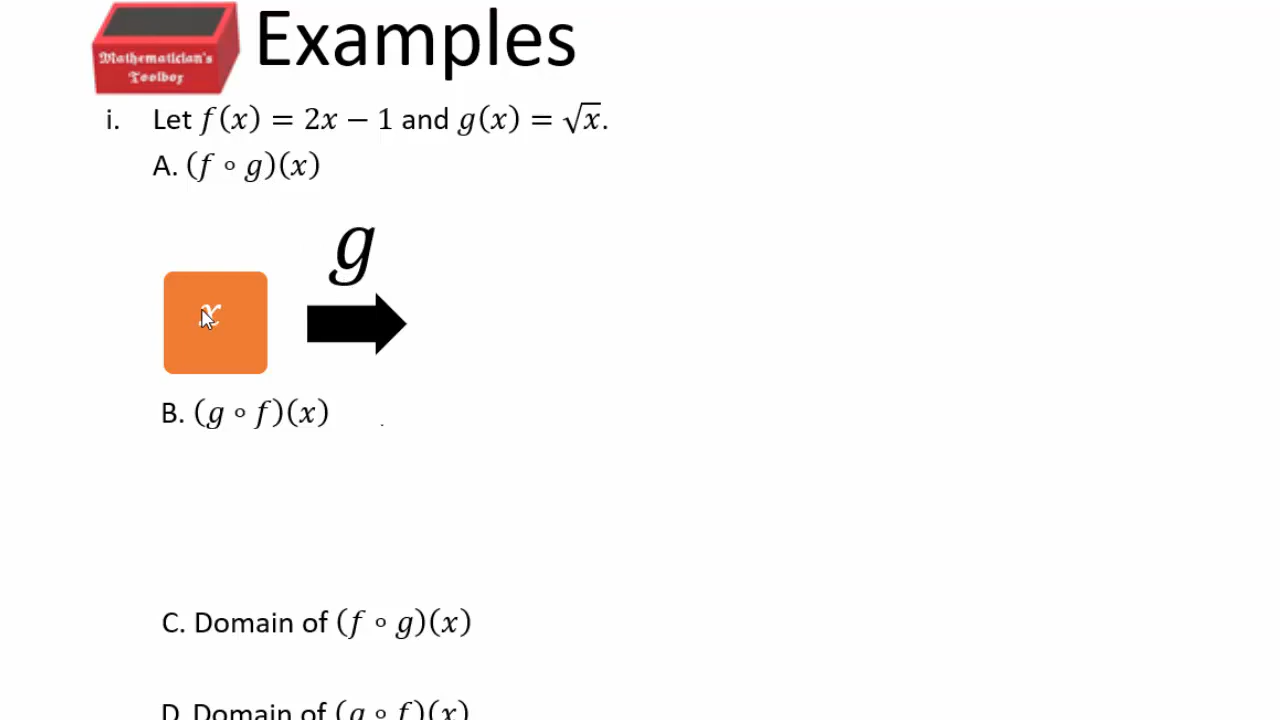 Mathematician's
Toolbox
Examples
i. Let f(x) = 2x − 1 and g(x) = √x.
A. (f ∘ g)(x)
g
x
B. (g ∘ f)(x)
C. Domain of (f ∘ g)(x)
D. Domain of (g ∘ f)(x)